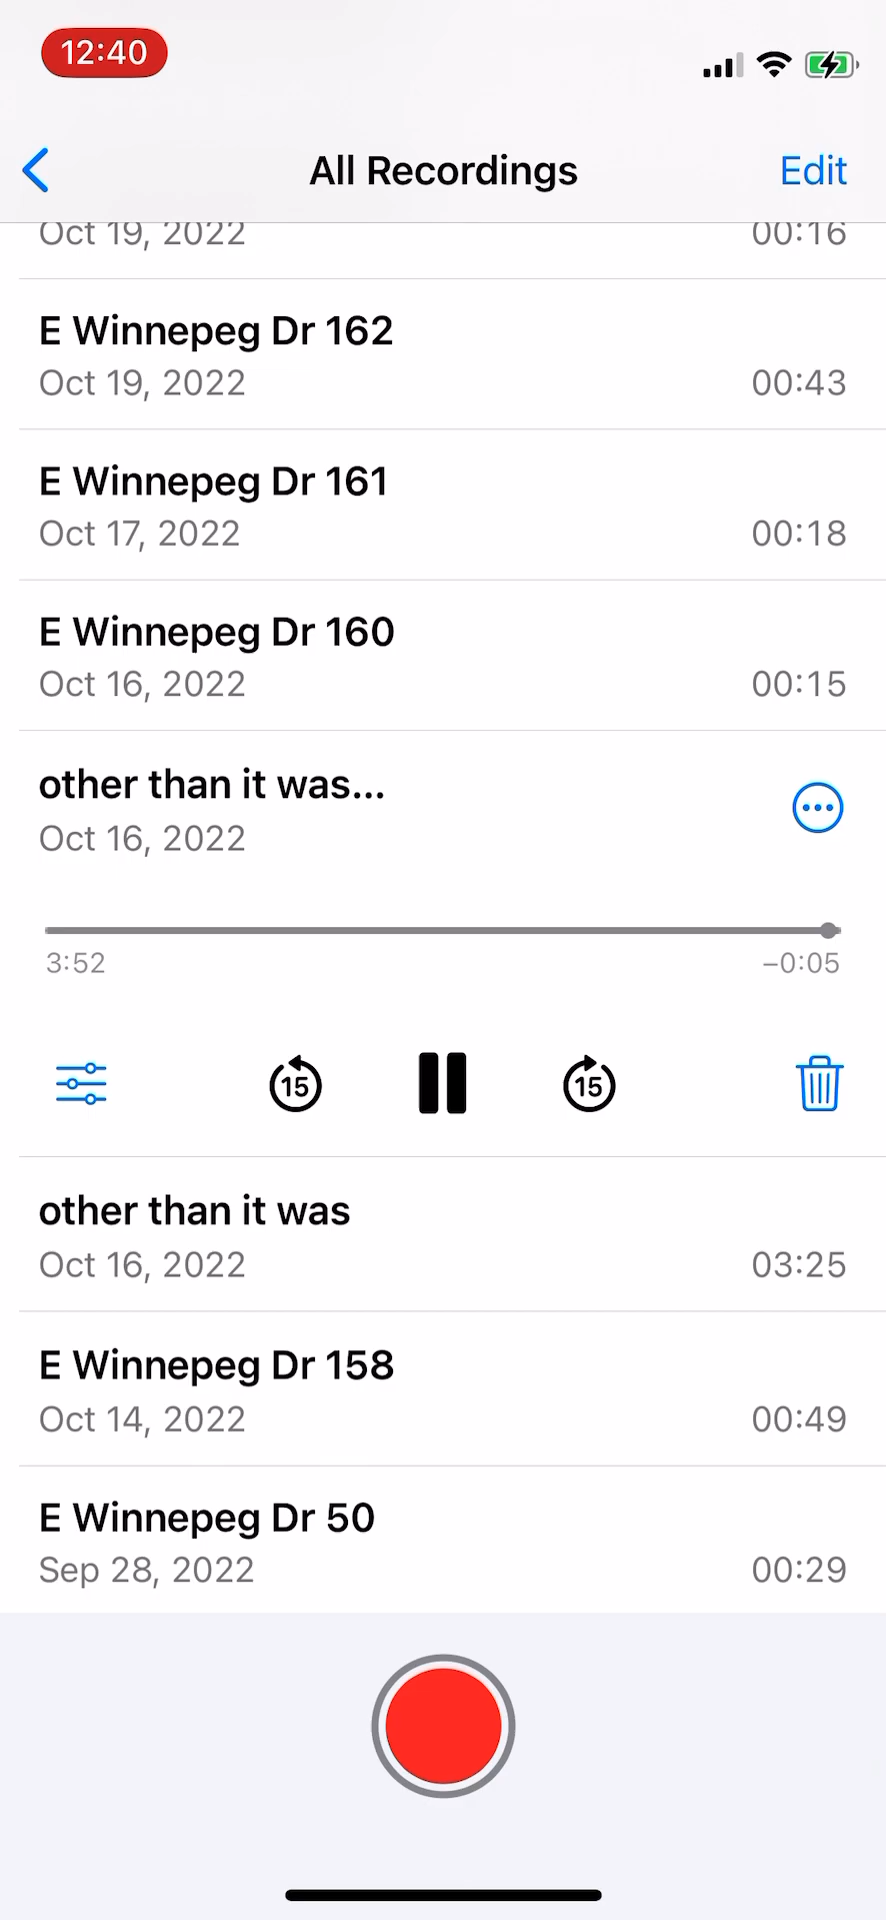 12:40
All Recordings
Edit
Oct 19, 2022
00:16
E Winnepeg Dr 162
Oct 19, 2022
00:43
E Winnepeg Dr 161
Oct 17, 2022
00:18
E Winnepeg Dr 160
Oct 16, 2022
00:15
other than it was...
Oct 16, 2022
3:52
–0:05
15
15
other than it was
Oct 16, 2022
03:25
E Winnepeg Dr 158
Oct 14, 2022
00:49
E Winnepeg Dr 50
Sep 28, 2022
00:29